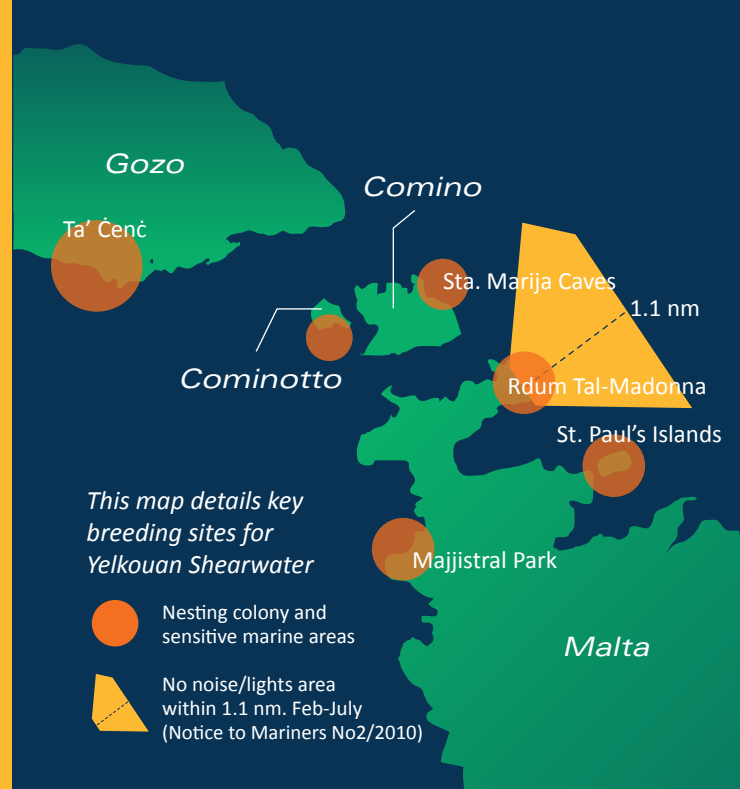 Gozo
Comino
Ta’ Ċenċ
Sta. Marija Caves
1.1 nm
Cominotto
Rdum Tal-Madonna
St. Paul’s Islands
This map details key
breeding sites for
Yelkouan Shearwater
Majjistral Park
Nesting colony and
sensitive marine areas
Malta
No noise/lights area
within 1.1 nm. Feb-July
(Notice to Mariners No2/2010)